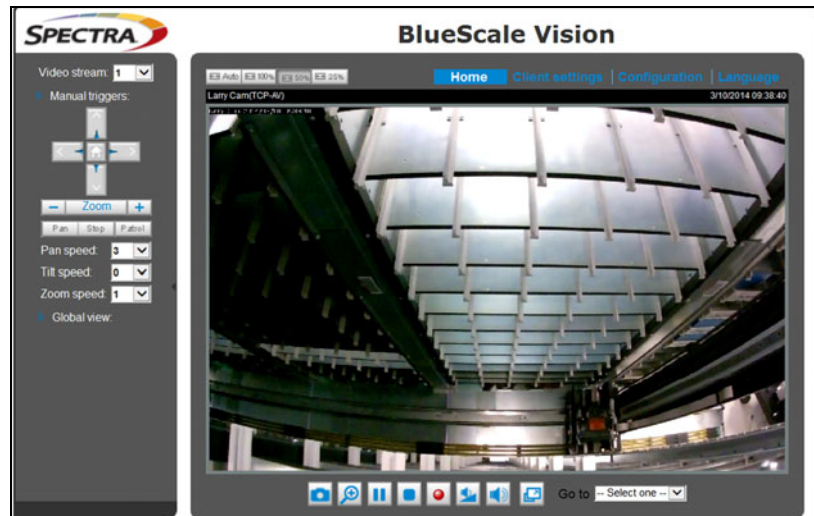 SPECTRA
BlueScale Vision
Video stream: 1
Manual triggers:
Zoom
Pan Stop Patrol
Pan speed: 3
Tilt speed: 0
Zoom speed: 1
Global view:
Auto 100% 50% 25%
Home Client settings Configuration Language
Larry Cam(TCP-AV) 3/10/2014 09:38:40
Go to -- Select one --